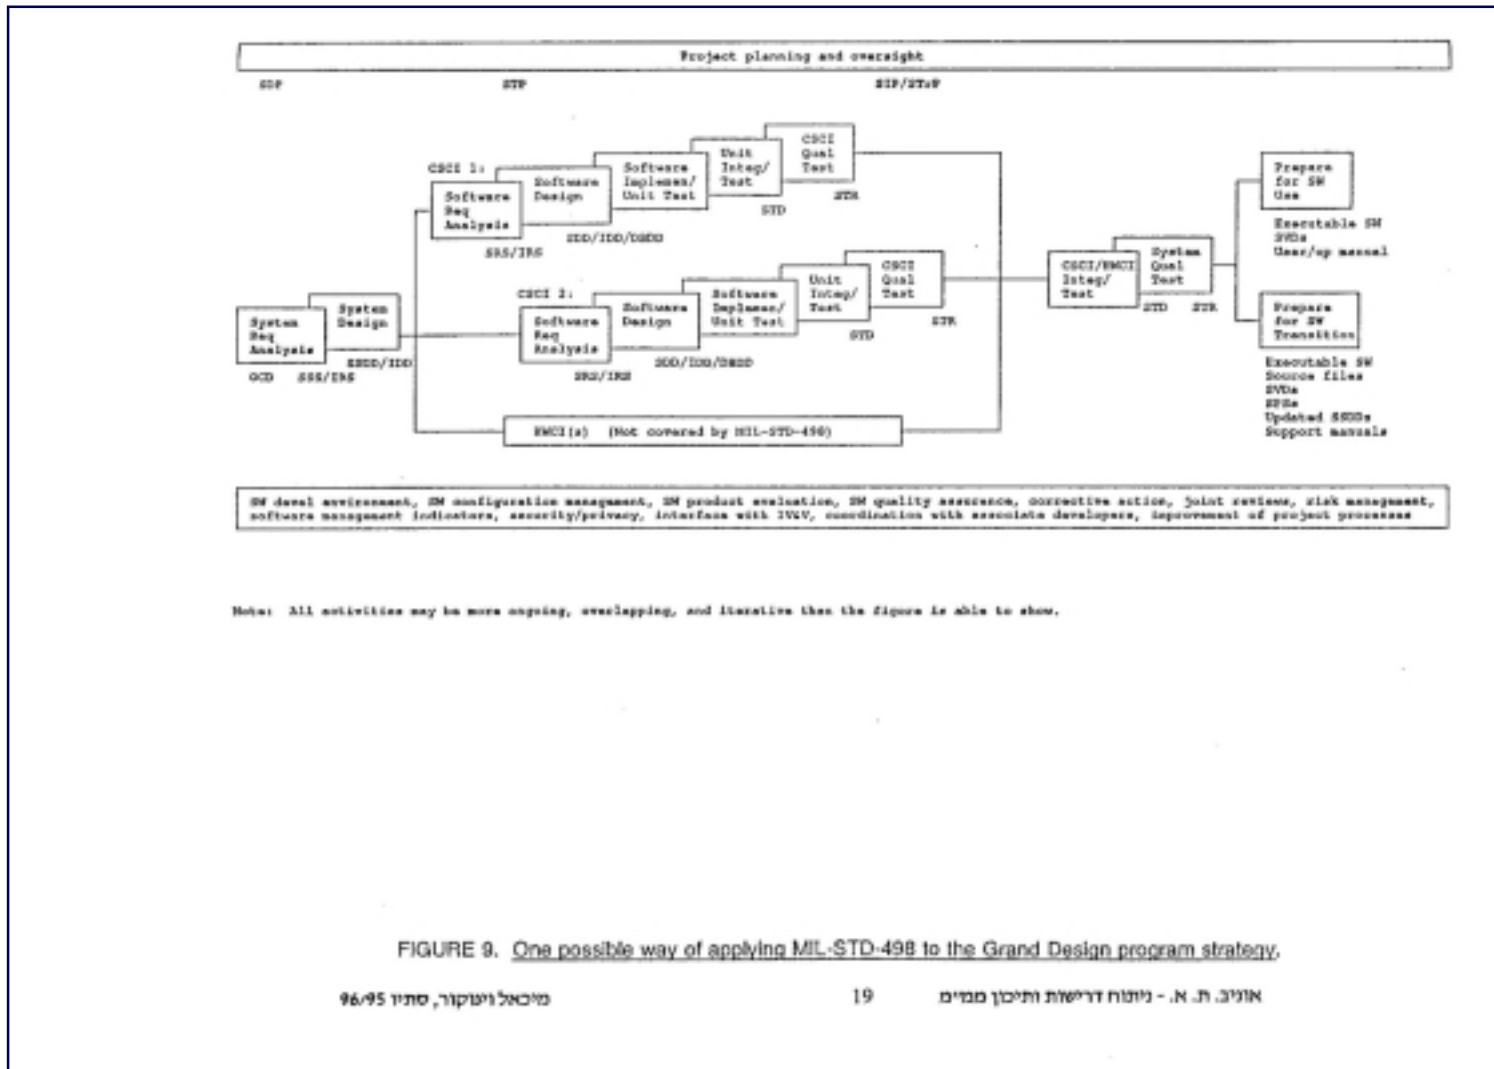 Project planning and oversight
SDP STP SIP/STrP
CSCI 1:
Software
Req
Analysis
SRS/IRS
Software
Design
SDD/IDD/DBDD
Software
Implemen/
Unit Test
Unit
Integ/
Test
STD
CSCI
Qual
Test
STR
System
Req
Analysis
OCD SSS/IRS
System
Design
SSDD/IDD
CSCI 2:
Software
Req
Analysis
SRS/IRS
Software
Design
SDD/IDD/DBDD
Software
Implemen/
Unit Test
Unit
Integ/
Test
STD
CSCI
Qual
Test
STR
HWCI(s) (Not covered by MIL-STD-498)
CSCI/HWCI
Integ/
Test
System
Qual
Test
STD STR
Prepare
for SW
Use
Executable SW
SVDs
User/op manual
Prepare
for SW
Transition
Executable SW
Source files
SVDs
SPSs
Updated SSDDs
Support manuals
SW devel environment, SW configuration management, SW product evaluation, SW quality assurance, corrective action, joint reviews, risk management,
software management indicators, security/privacy, interface with IV&V, coordination with associate developers, improvement of project processes
Note: All activities may be more ongoing, overlapping, and iterative than the figure is able to show.
FIGURE 9. One possible way of applying MIL-STD-498 to the Grand Design program strategy.
אוניב. ת. א. - ניתוח דרישות ותיכון ממ״מ 19 מיכאל וינוקור, סתיו 96/95